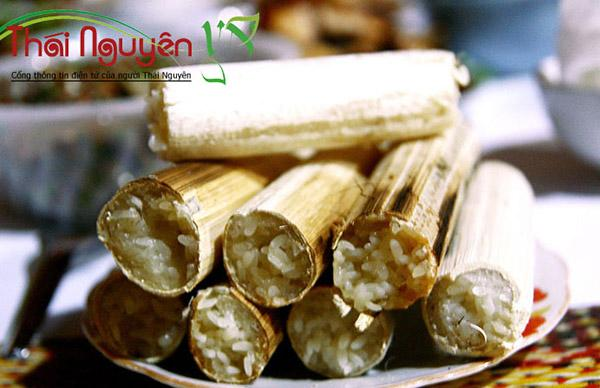 Thái Nguyên
Cổng thông tin điện tử của người Thái Nguyên